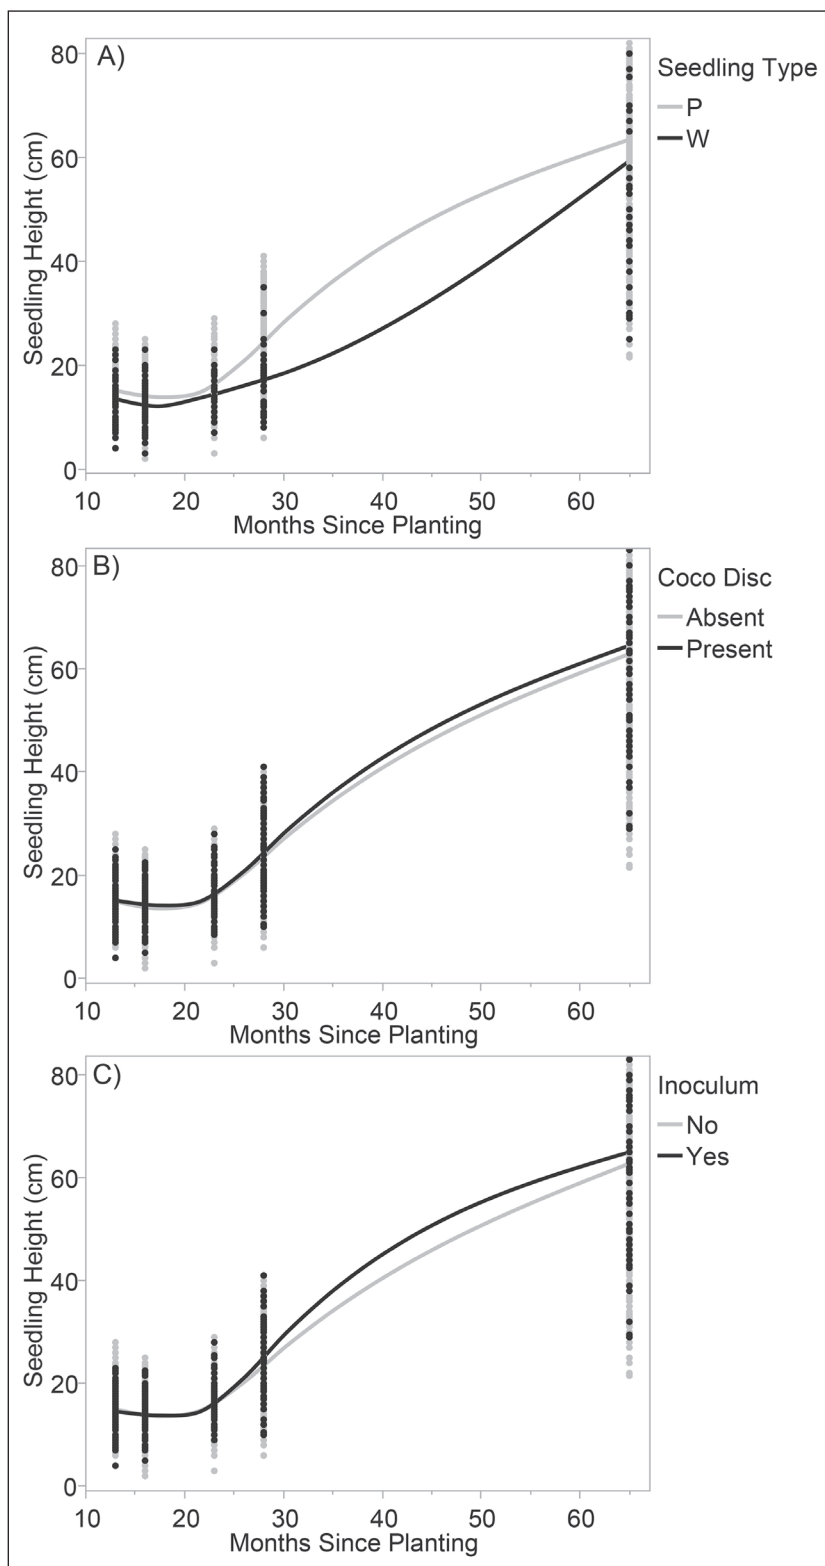 A)
Seedling Type
P
W
Seedling Height (cm)
80
60
40
20
0
10 20 30 40 50 60
Months Since Planting
B)
Coco Disc
Absent
Present
Seedling Height (cm)
80
60
40
20
0
10 20 30 40 50 60
Months Since Planting
C)
Inoculum
No
Yes
Seedling Height (cm)
80
60
40
20
0
10 20 30 40 50 60
Months Since Planting